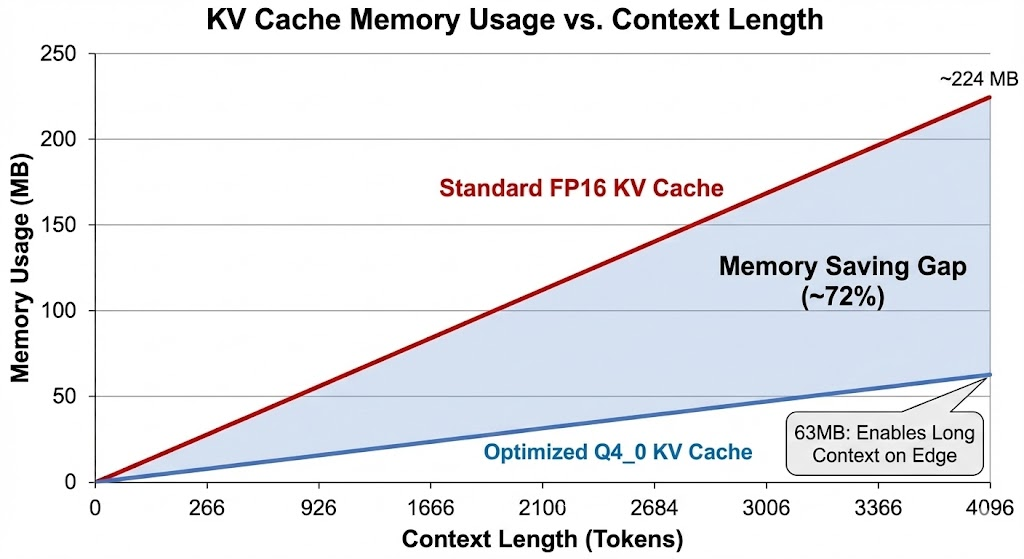 KV Cache Memory Usage vs. Context Length
250
~224 MB
200
Standard FP16 KV Cache
150
Memory Usage (MB)
Memory Saving Gap
(~72%)
100
50
63MB: Enables Long
Context on Edge
Optimized Q4_0 KV Cache
0
0 266 926 1666 2100 2684 3006 3366 4096
Context Length (Tokens)